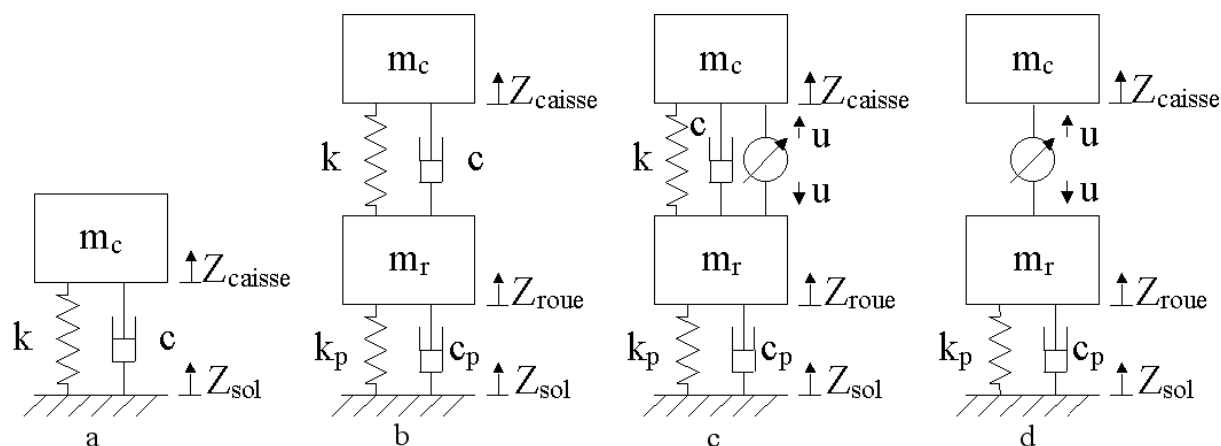 m_c
Z_caisse
k
c
Z_sol
a
m_c
Z_caisse
k
c
m_r
Z_roue
k_p
c_p
Z_sol
b
m_c
Z_caisse
k
c
u
u
m_r
Z_roue
k_p
c_p
Z_sol
c
m_c
Z_caisse
u
u
m_r
Z_roue
k_p
c_p
Z_sol
d